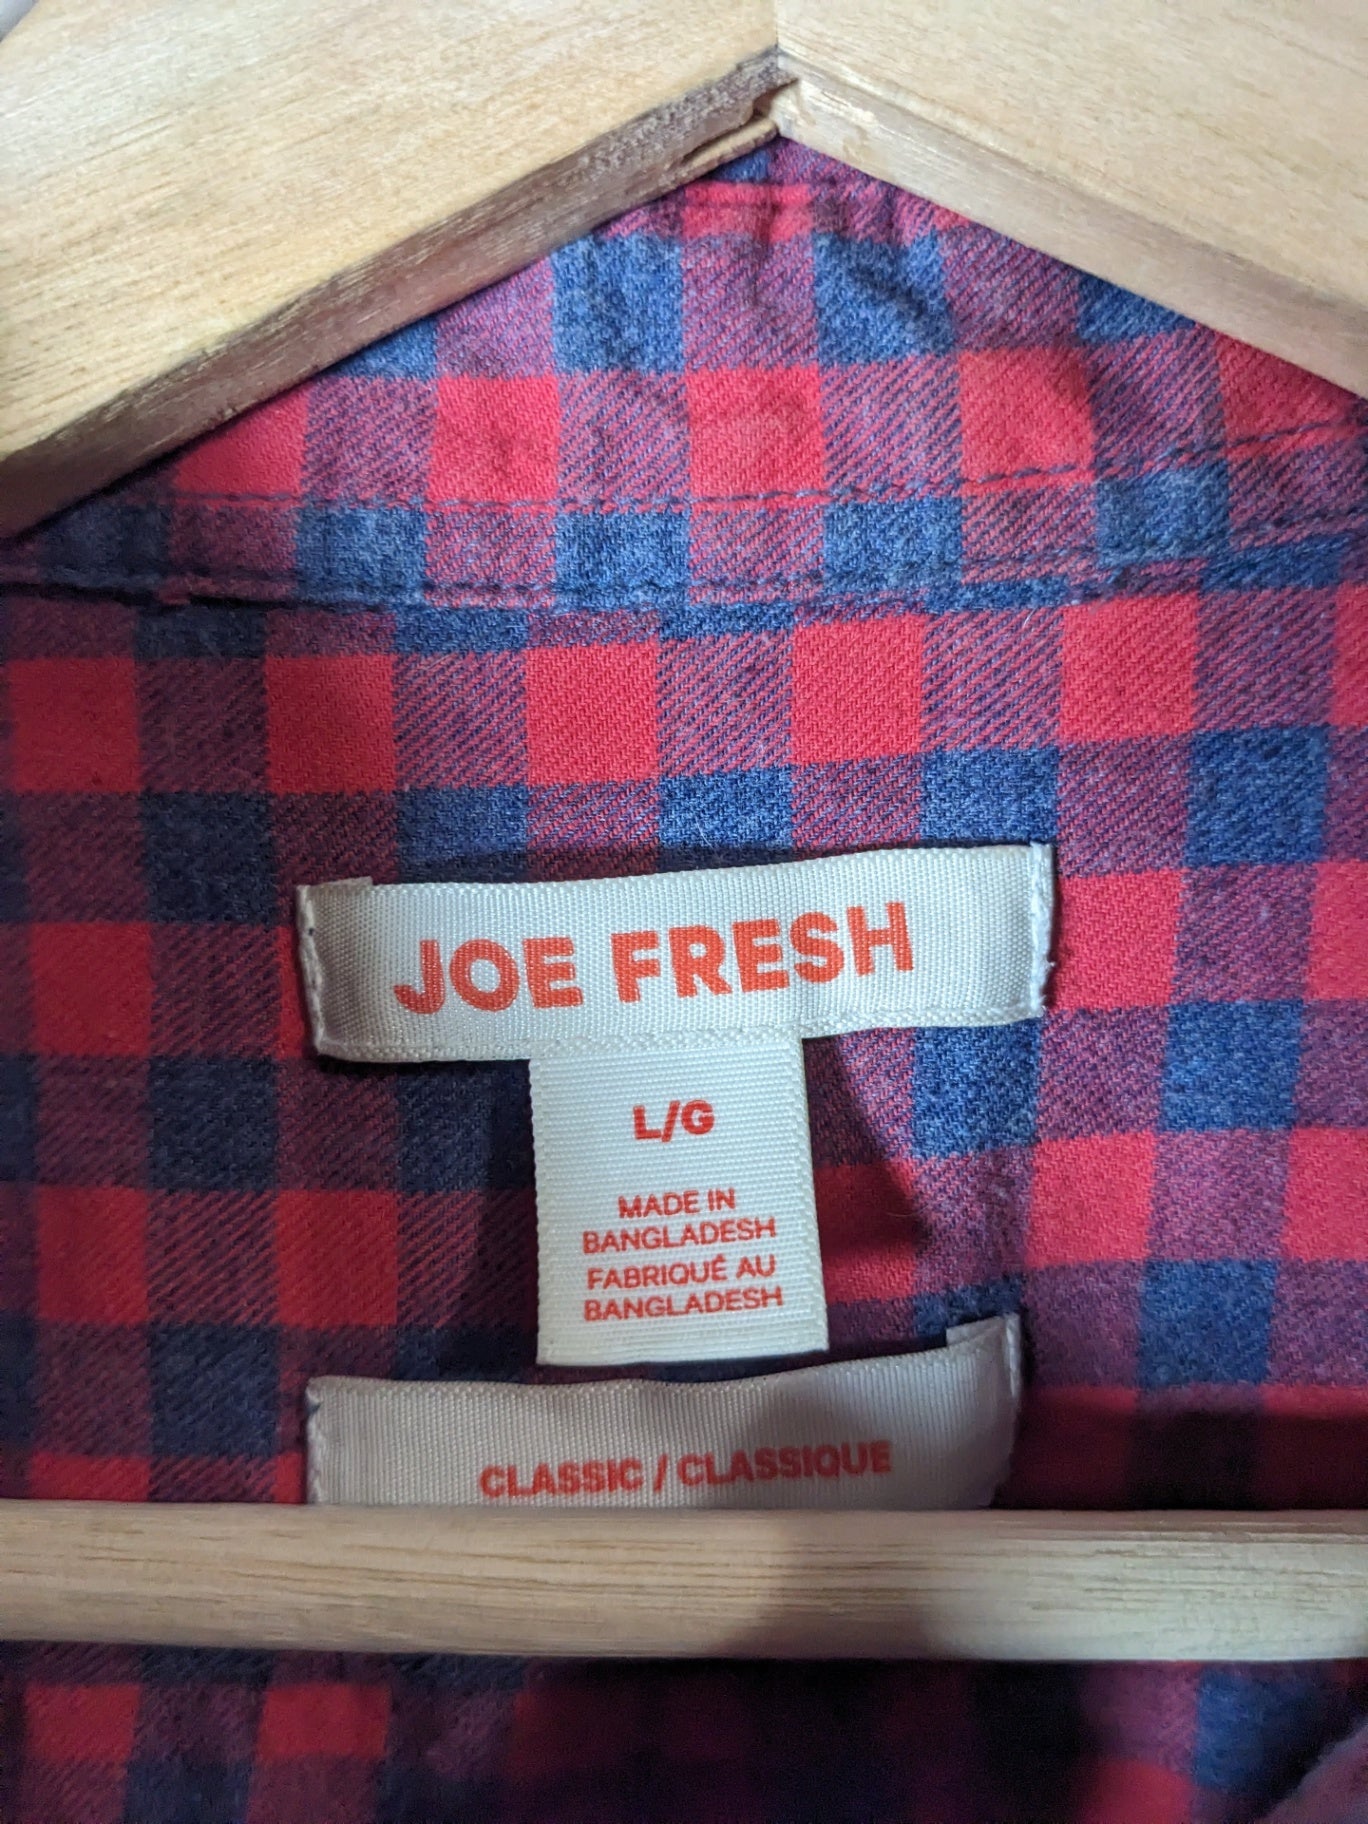 JOE FRESH
L/G
MADE IN
BANGLADESH
FABRIQUÉ AU
BANGLADESH
CLASSIC / CLASSIQUE